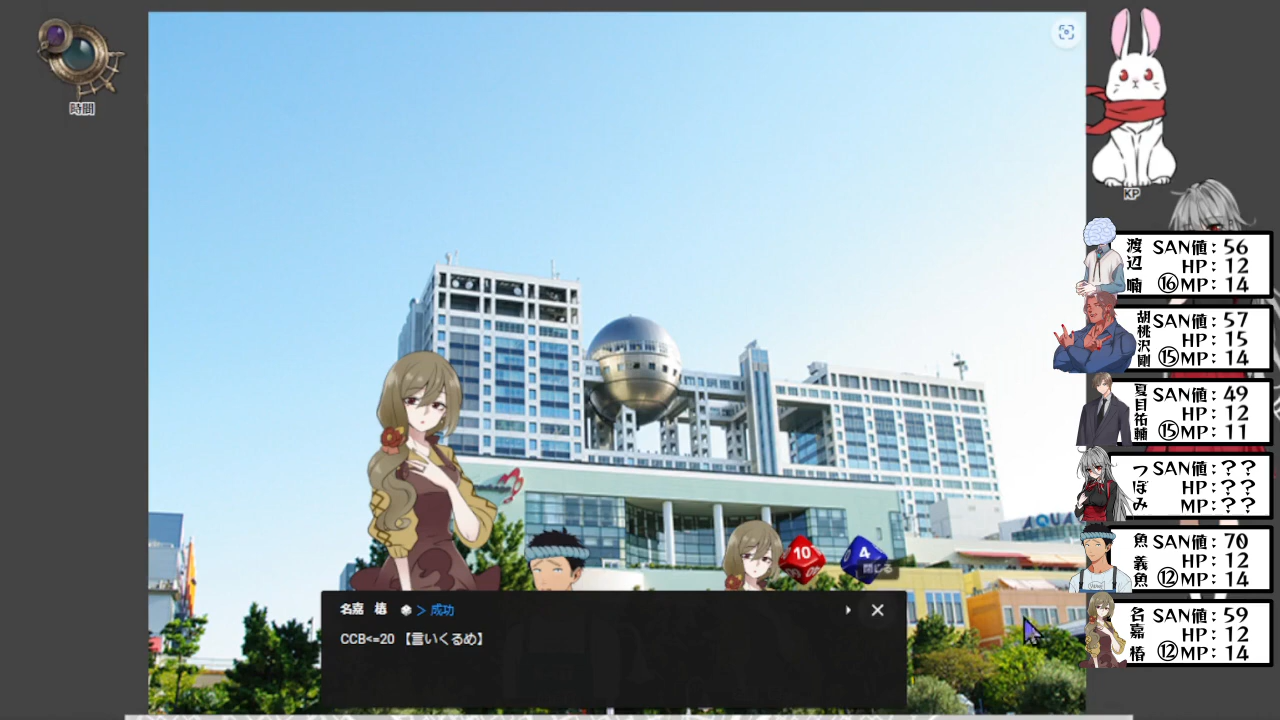 時間
KP
渡辺 喃
SAN値: 56
HP: 12
⑯MP: 14
胡桃沢剛
SAN値: 57
HP: 15
⑮MP: 14
夏目祐輔
SAN値: 49
HP: 12
⑮MP: 11
つぼみ
SAN値: ??
HP: ??
MP: ??
魚 義魚
SAN値: 70
HP: 12
⑫MP: 14
名嘉 椿
SAN値: 59
HP: 12
⑫MP: 14
AQUA
10
4
閉じる
名嘉 椿 > 成功
CCB<=20 【言いくるめ】